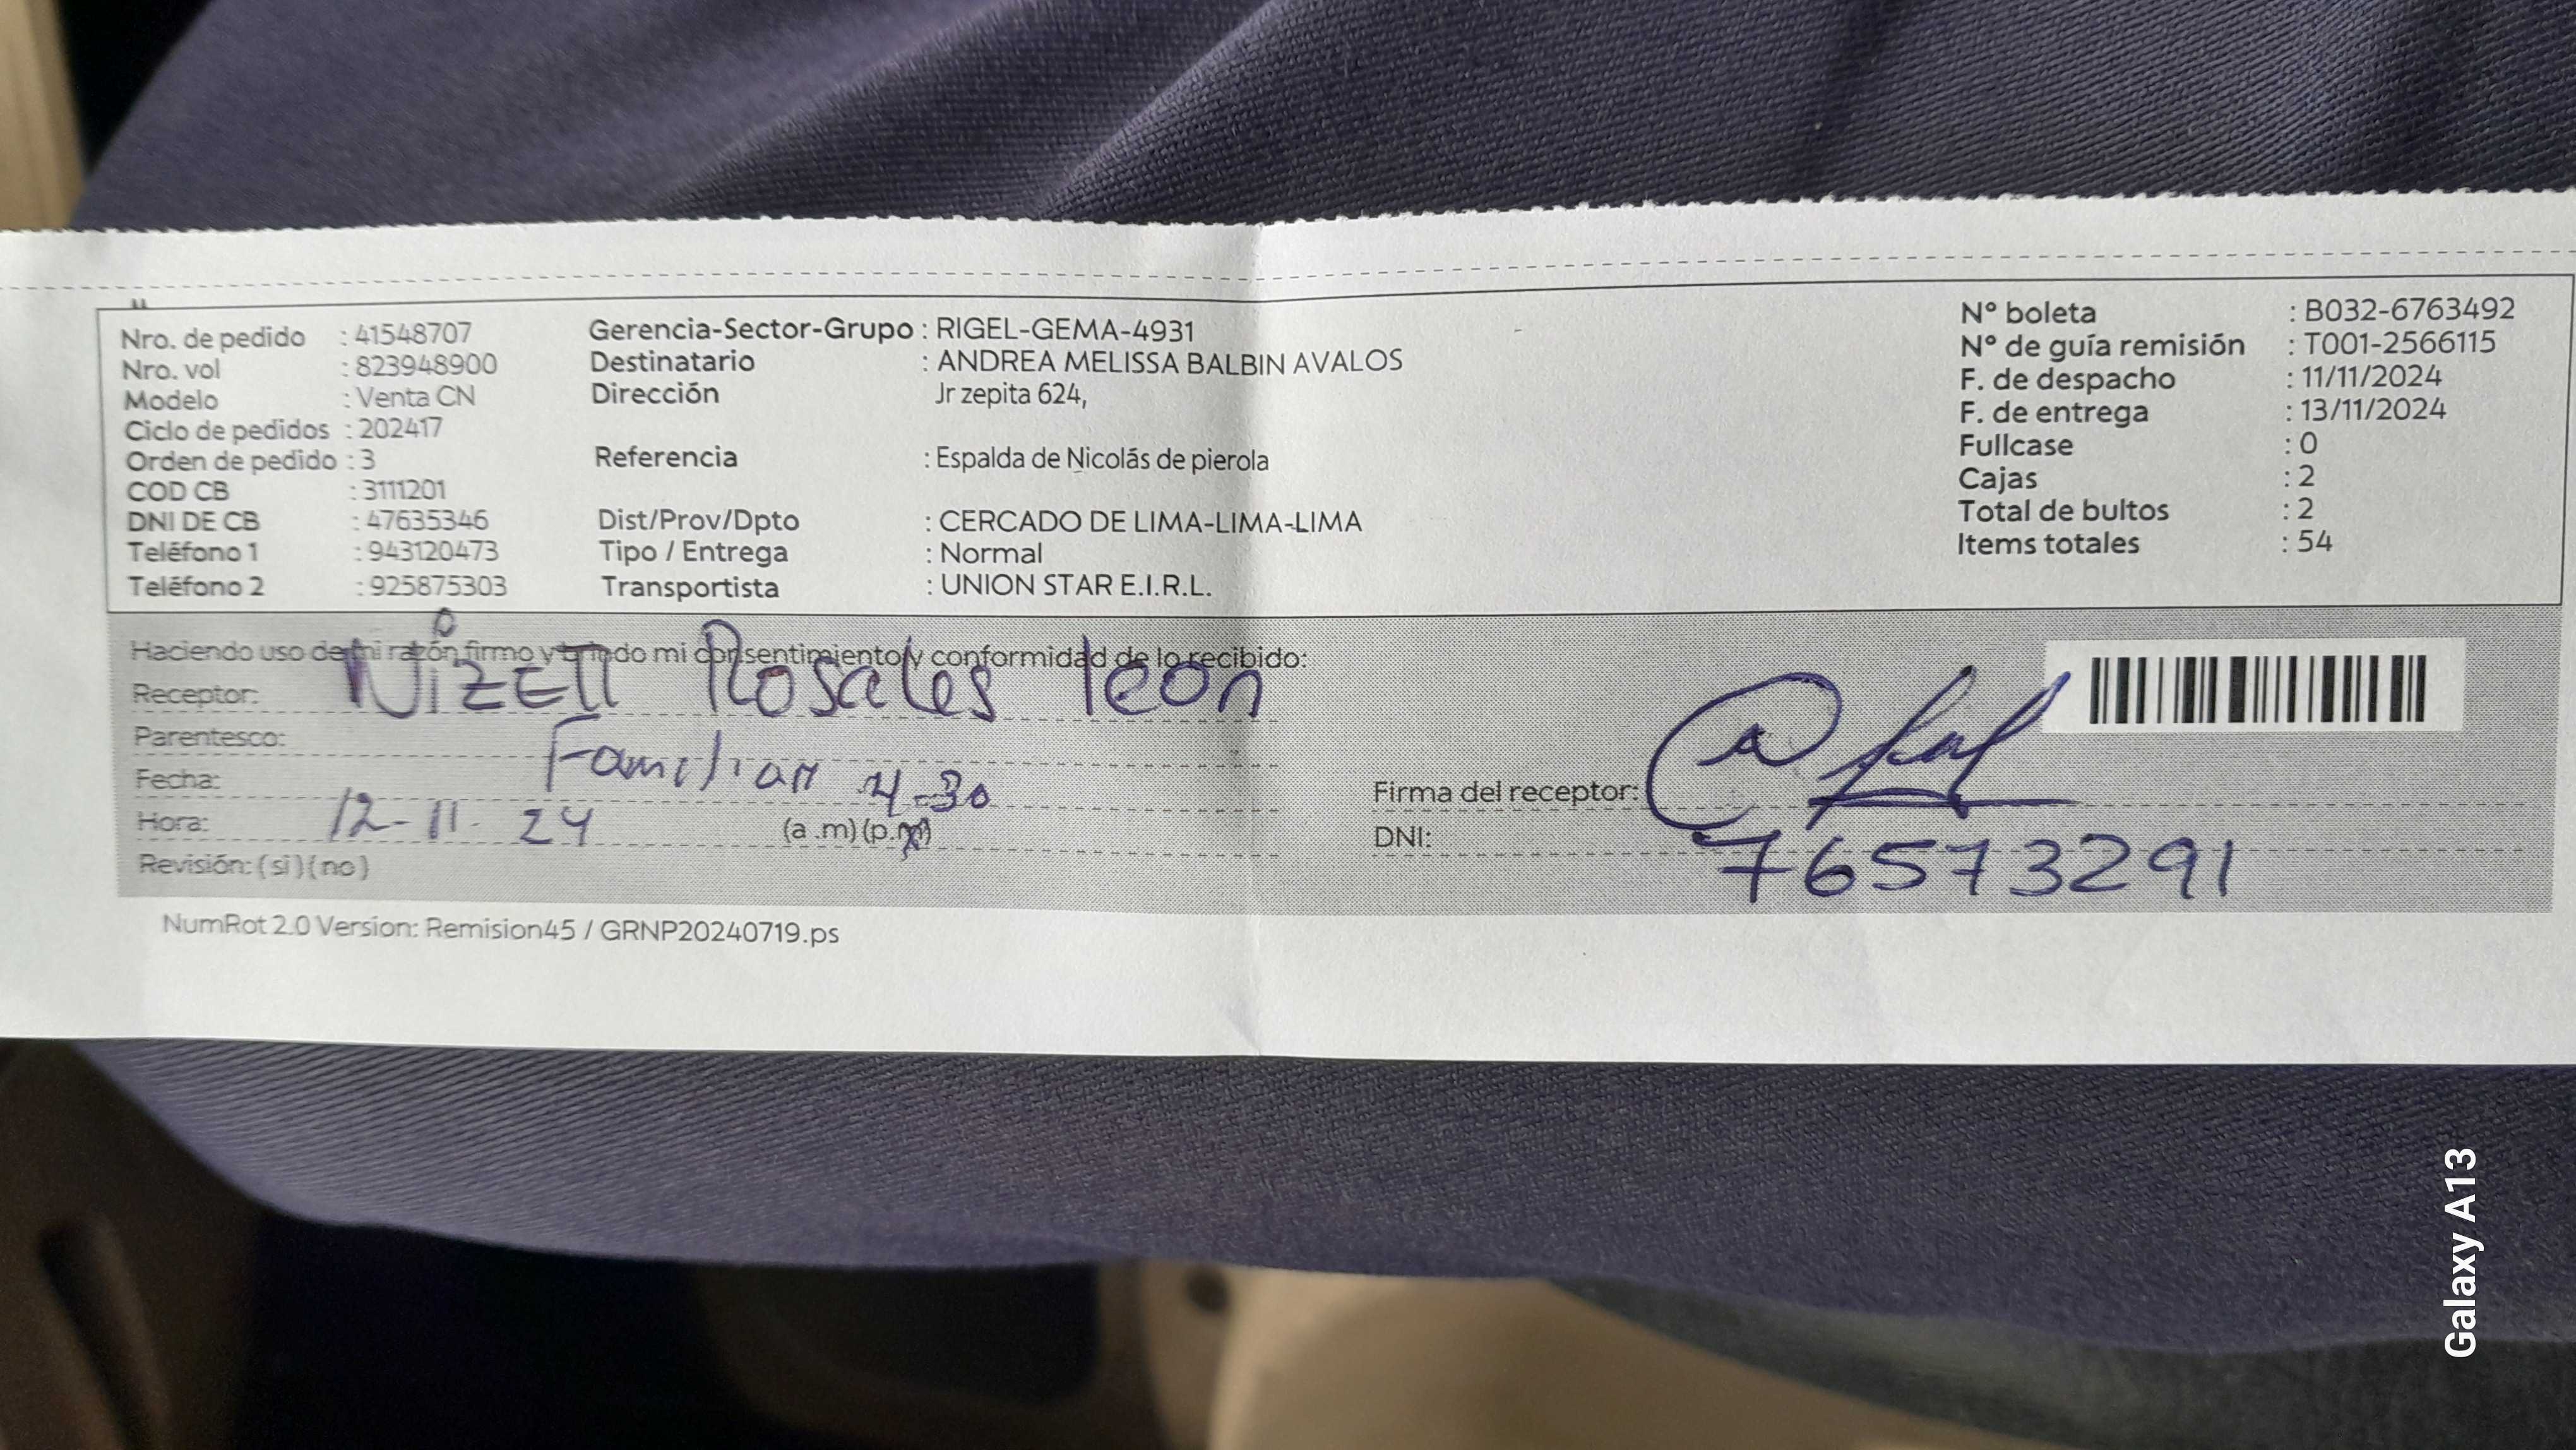 Nro. de pedido : 41548707
Nro. vol : 823948900
Modelo : Venta CN
Ciclo de pedidos : 202417
Orden de pedido : 3
COD CB : 3111201
DNI DE CB : 47635346
Teléfono 1 : 943120473
Teléfono 2 : 925875303
Gerencia-Sector-Grupo : RIGEL-GEMA-4931
Destinatario : ANDREA MELISSA BALBIN AVALOS
Dirección Jr zepita 624,
Referencia : Espalda de Nicolás de pierola
Dist/Prov/Dpto : CERCADO DE LIMA-LIMA-LIMA
Tipo / Entrega : Normal
Transportista : UNION STAR E.I.R.L.
N° boleta : B032-6763492
N° de guía remisión : T001-2566115
F. de despacho : 11/11/2024
F. de entrega : 13/11/2024
Fullcase : 0
Cajas : 2
Total de bultos : 2
Items totales : 54
Haciendo uso de mi razón firmo y brindo mi consentimiento y conformidad de lo recibido:
Receptor: NizETT Rosales leon
Parentesco: Familiar
Fecha: 4-30
Hora: 12-11-24 (a .m) (p.m)
Revisión: (si) (no)
Firma del receptor:
DNI: 76573291
NumRot 2.0 Version: Remision45 / GRNP20240719.ps
Galaxy A13